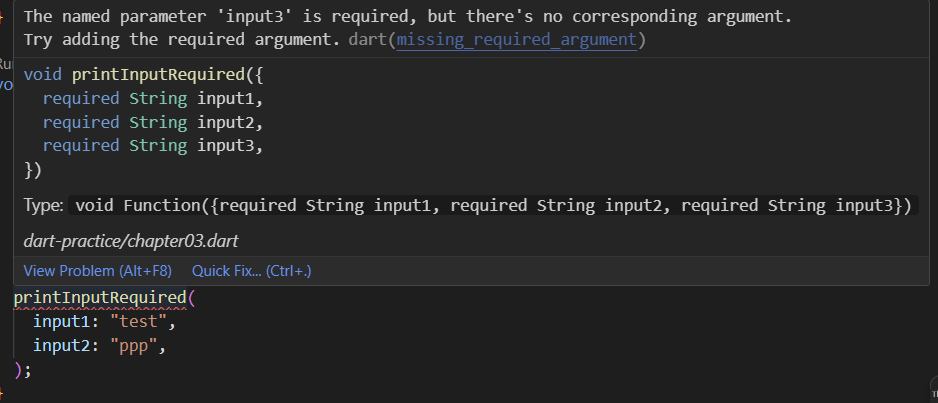 The named parameter 'input3' is required, but there's no corresponding argument.
Try adding the required argument. dart(missing_required_argument)
void printInputRequired({
  required String input1,
  required String input2,
  required String input3,
})
Type: void Function({required String input1, required String input2, required String input3})
dart-practice/chapter03.dart
View Problem (Alt+F8) Quick Fix... (Ctrl+.)
printInputRequired(
  input1: "test",
  input2: "ppp",
);